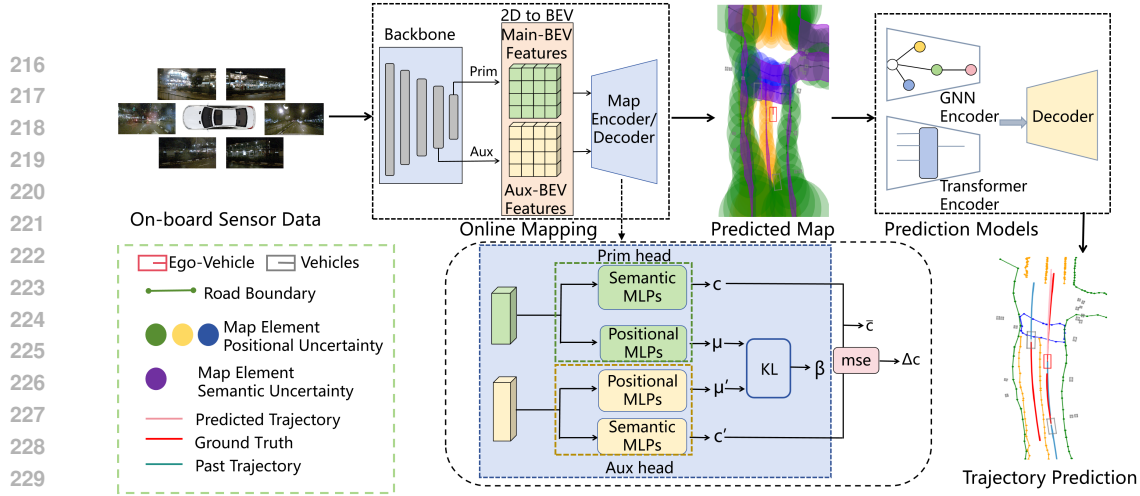 216
217
218
219
220
221
222
223
224
225
226
227
228
229
On-board Sensor Data
Backbone
2D to BEV
Main-BEV
Features
Prim
Aux
Aux-BEV
Features
Map
Encoder/
Decoder
Online Mapping
Predicted Map
GNN
Encoder
Transformer
Encoder
Decoder
Prediction Models
Ego-Vehicle
Vehicles
Road Boundary
Map Element
Positional Uncertainty
Map Element
Semantic Uncertainty
Predicted Trajectory
Ground Truth
Past Trajectory
Prim head
Semantic
MLPs
c
Positional
MLPs
μ
Positional
MLPs
μ′
Semantic
MLPs
c′
Aux head
KL
β
c̄
mse
Δc
Trajectory Prediction